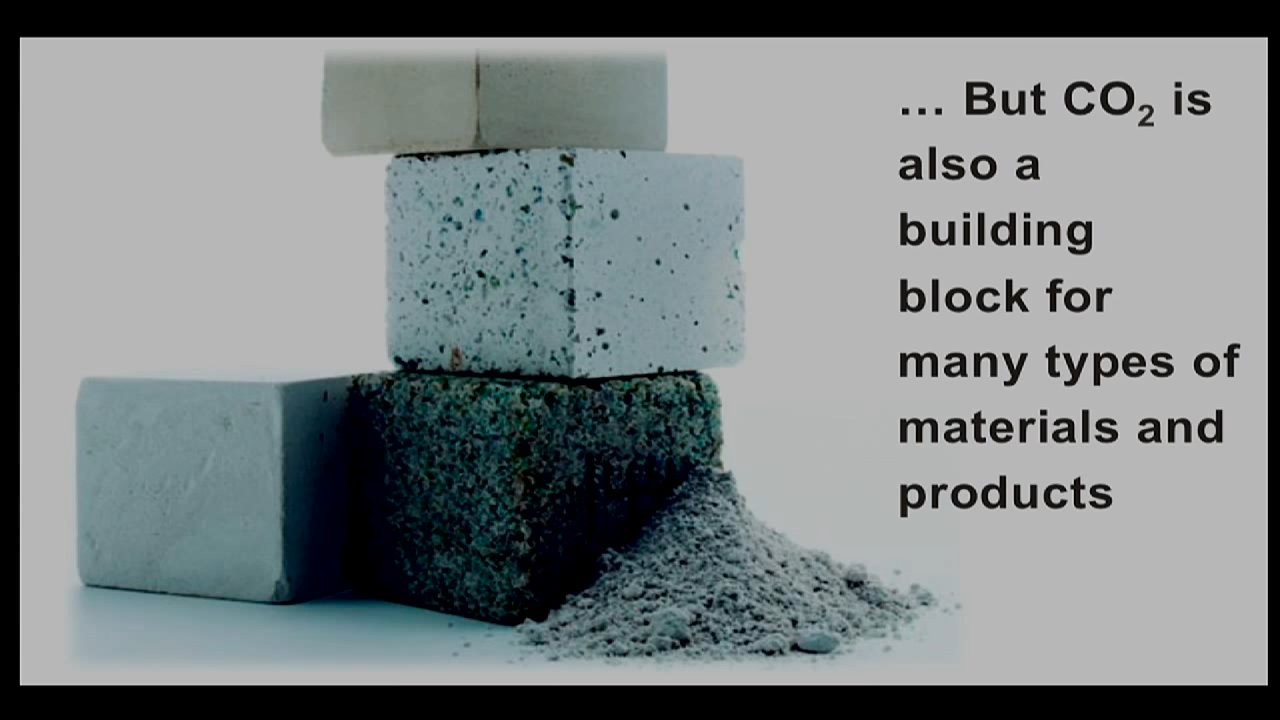 … But CO₂ is
also a
building
block for
many types of
materials and
products